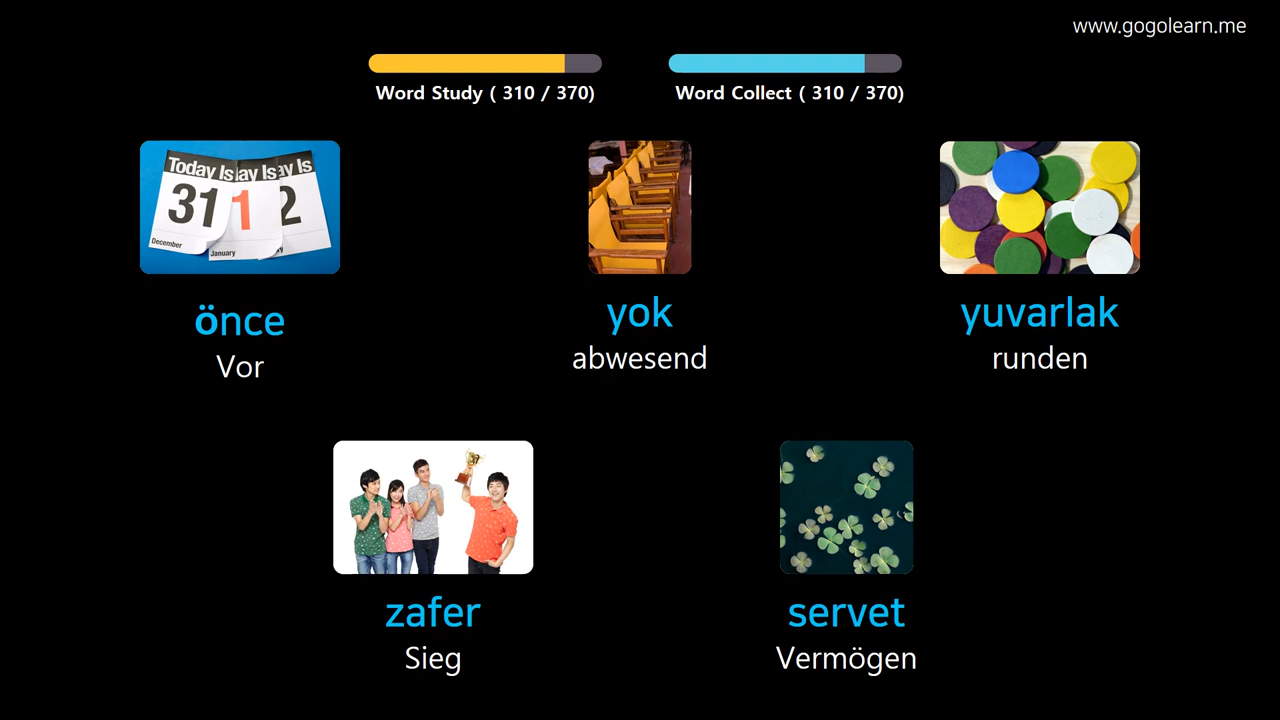 www.gogolearn.me
Word Study ( 310 / 370)
Word Collect ( 310 / 370)
Today Is
ay Is
ay Is
31
1
2
December
January
önce
Vor
yok
abwesend
yuvarlak
runden
zafer
Sieg
servet
Vermögen